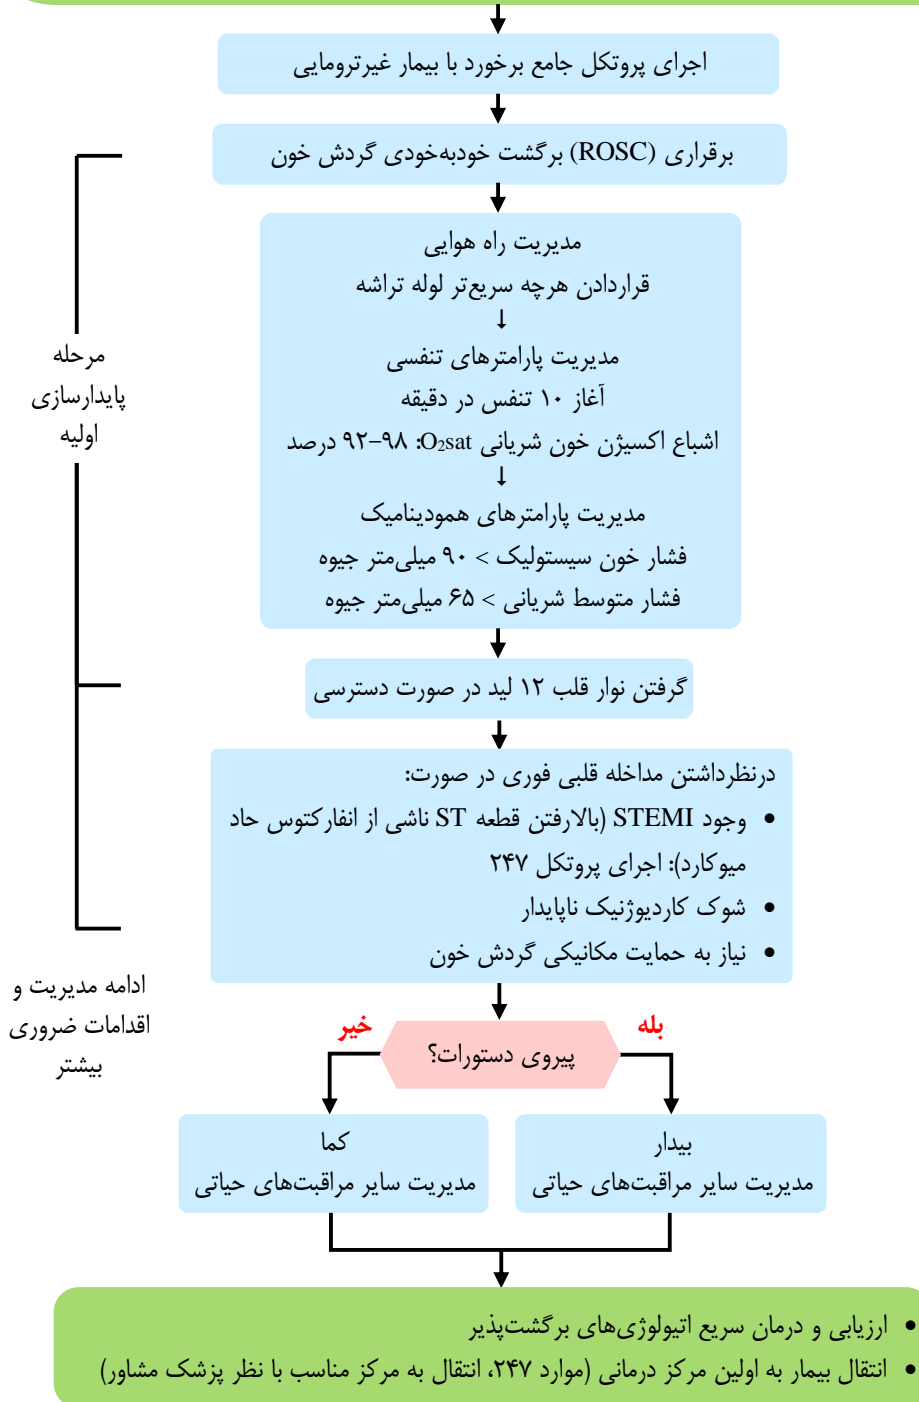 اجرای پروتکل جامع برخورد با بیمار غیرترومایی
برقراری (ROSC) برگشت خودبه‌خودی گردش خون
مدیریت راه هوایی
قراردادن هرچه سریع‌تر لوله تراشه
↓
مدیریت پارامترهای تنفسی
آغاز ۱۰ تنفس در دقیقه
اشباع اکسیژن خون شریانی O₂sat: ۹۲–۹۸ درصد
↓
مدیریت پارامترهای همودینامیک
فشار خون سیستولیک > ۹۰ میلی‌متر جیوه
فشار متوسط شریانی > ۶۵ میلی‌متر جیوه
مرحله
پایدارسازی
اولیه
گرفتن نوار قلب ۱۲ لید در صورت دسترسی
درنظرداشتن مداخله قلبی فوری در صورت:
• وجود STEMI (بالارفتن قطعه ST ناشی از انفارکتوس حاد
میوکارد): اجرای پروتکل ۲۴۷
• شوک کاردیوژنیک ناپایدار
• نیاز به حمایت مکانیکی گردش خون
ادامه مدیریت و
اقدامات ضروری
بیشتر
بله
خیر
پیروی دستورات؟
بیدار
مدیریت سایر مراقبت‌های حیاتی
کما
مدیریت سایر مراقبت‌های حیاتی
• ارزیابی و درمان سریع اتیولوژی‌های برگشت‌پذیر
• انتقال بیمار به اولین مرکز درمانی (موارد ۲۴۷، انتقال به مرکز مناسب با نظر پزشک مشاور)